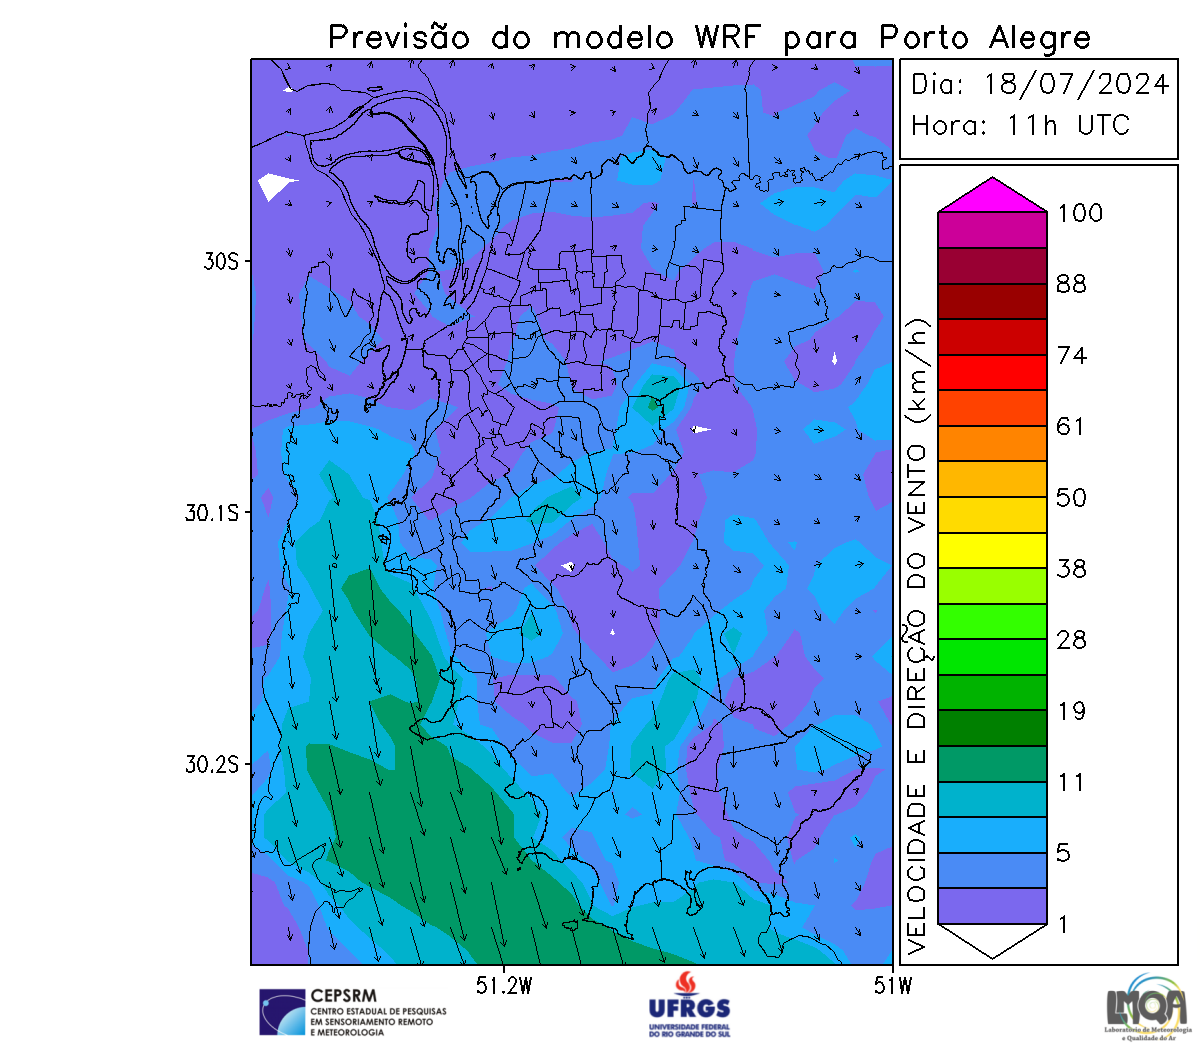 Previsão do modelo WRF para Porto Alegre
Dia: 18/07/2024
Hora: 11h UTC
30S
30.1S
30.2S
51.2W
51W
VELOCIDADE E DIREÇÃO DO VENTO (km/h)
100
88
74
61
50
38
28
19
11
5
1
CEPSRM
CENTRO ESTADUAL DE PESQUISAS
EM SENSORIAMENTO REMOTO
E METEOROLOGIA
UFRGS
UNIVERSIDADE FEDERAL
DO RIO GRANDE DO SUL
LMQA
Laboratório de Meteorologia
e Qualidade do Ar